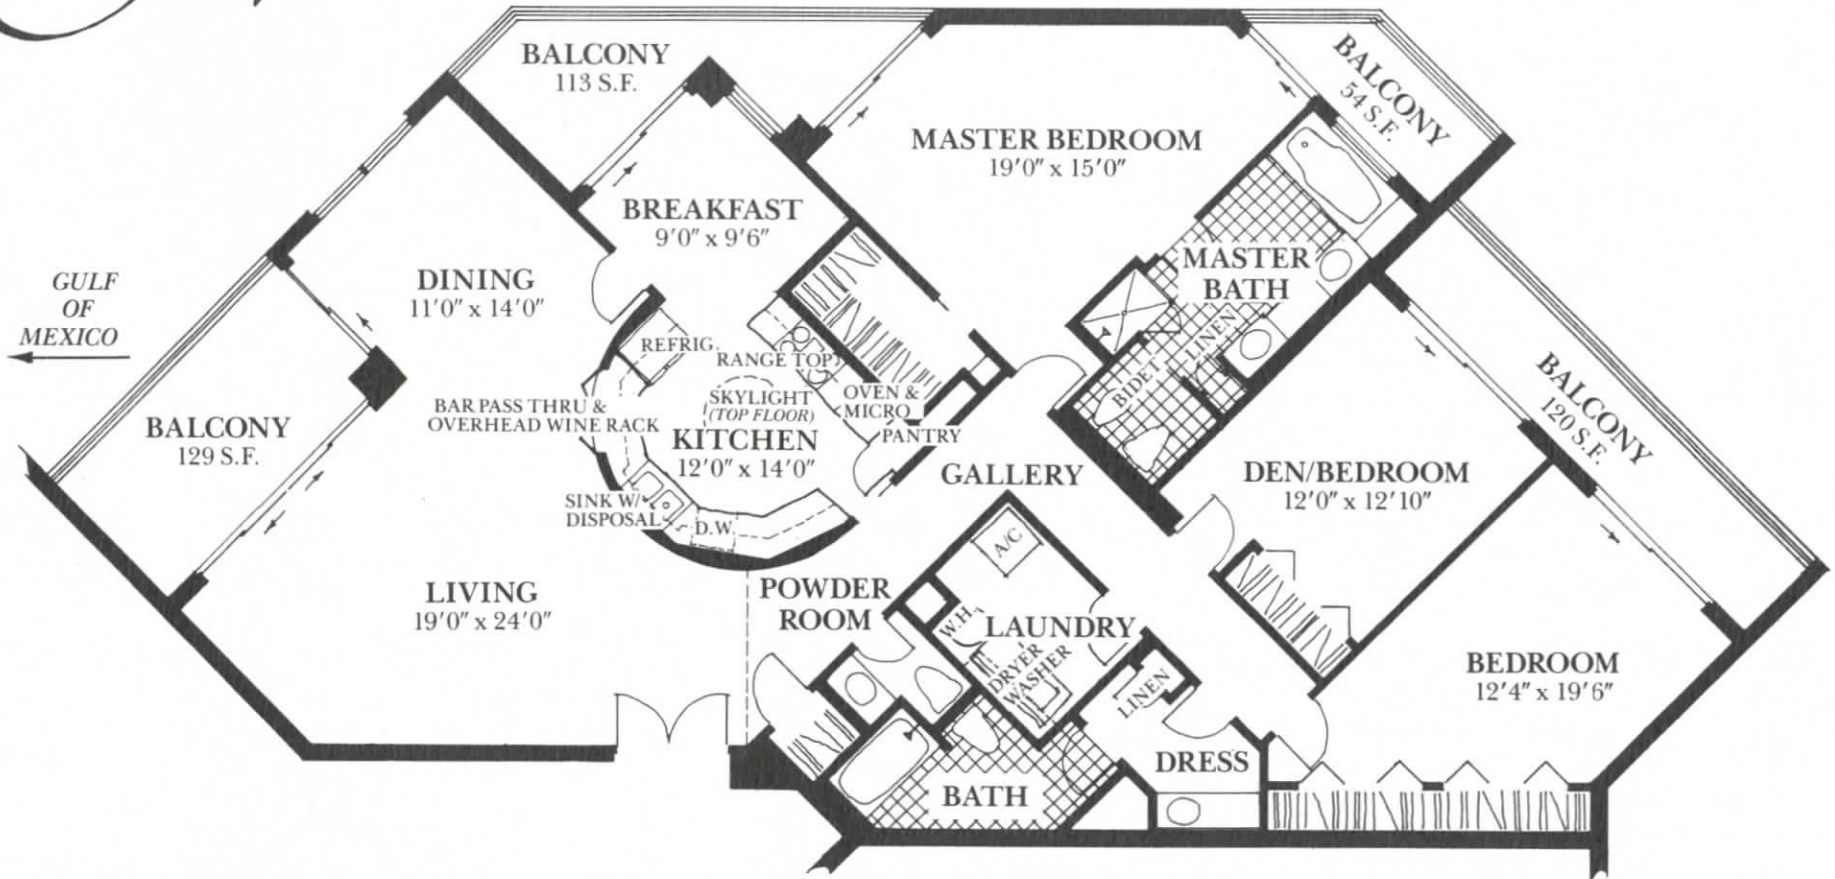 BALCONY
113 S.F.
BALCONY
54 S.F.
MASTER BEDROOM
19'0" x 15'0"
BREAKFAST
9'0" x 9'6"
MASTER
BATH
GULF
OF
MEXICO
DINING
11'0" x 14'0"
REFRIG.
RANGE TOP
LINEN
BIDET
SKYLIGHT
(TOP FLOOR)
OVEN &
MICRO
BAR PASS THRU &
OVERHEAD WINE RACK
PANTRY
BALCONY
129 S.F.
KITCHEN
12'0" x 14'0"
BALCONY
120 S.F.
GALLERY
DEN/BEDROOM
12'0" x 12'10"
SINK W/
DISPOSAL
D.W.
A/C
LIVING
19'0" x 24'0"
POWDER
ROOM
W.H.
LAUNDRY
DRYER
WASHER
LINEN
BEDROOM
12'4" x 19'6"
DRESS
BATH